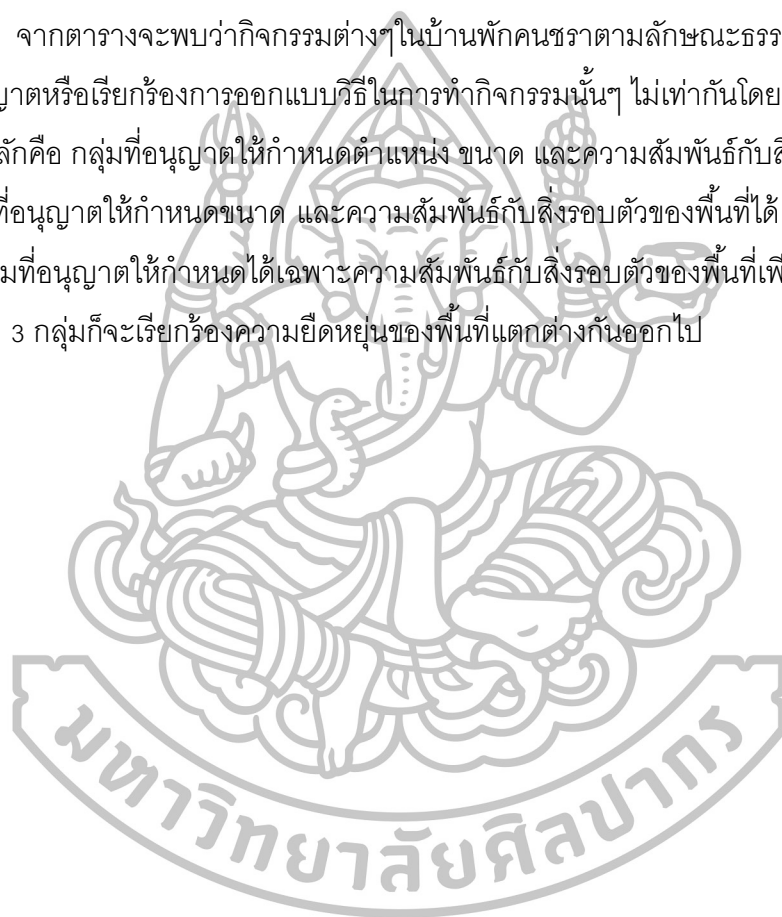 จากตารางจะพบว่ากิจกรรมต่างๆในบ้านพักคนชราตามลักษณะธรร
ญาตหรือเรียกร้องการออกแบบวิธีในการทำกิจกรรมนั้นๆ ไม่เท่ากันโดย
ลักคือ กลุ่มที่อนุญาตให้กำหนดตำแหน่ง ขนาด และความสัมพันธ์กับสิ
ที่อนุญาตให้กำหนดขนาด และความสัมพันธ์กับสิ่งรอบตัวของพื้นที่ได้
มที่อนุญาตให้กำหนดได้เฉพาะความสัมพันธ์กับสิ่งรอบตัวของพื้นที่เพี
3 กลุ่มก็จะเรียกร้องความยืดหยุ่นของพื้นที่แตกต่างกันออกไป
มหาวิทยาลัยศิลปากร